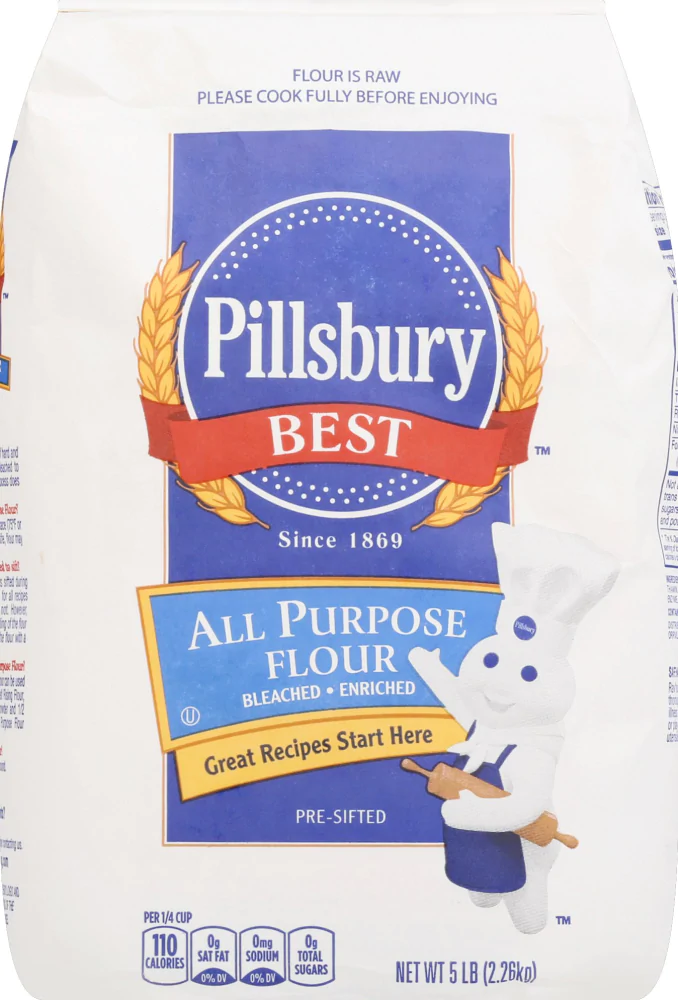 FLOUR IS RAW
PLEASE COOK FULLY BEFORE ENJOYING
Pillsbury
BEST
TM
Since 1869
Pillsbury
ALL PURPOSE
FLOUR
BLEACHED • ENRICHED
U
Great Recipes Start Here
PRE-SIFTED
TM
PER 1/4 CUP
110 CALORIES
0g SAT FAT 0% DV
0mg SODIUM 0% DV
0g TOTAL SUGARS
NET WT 5 LB (2.26kg)